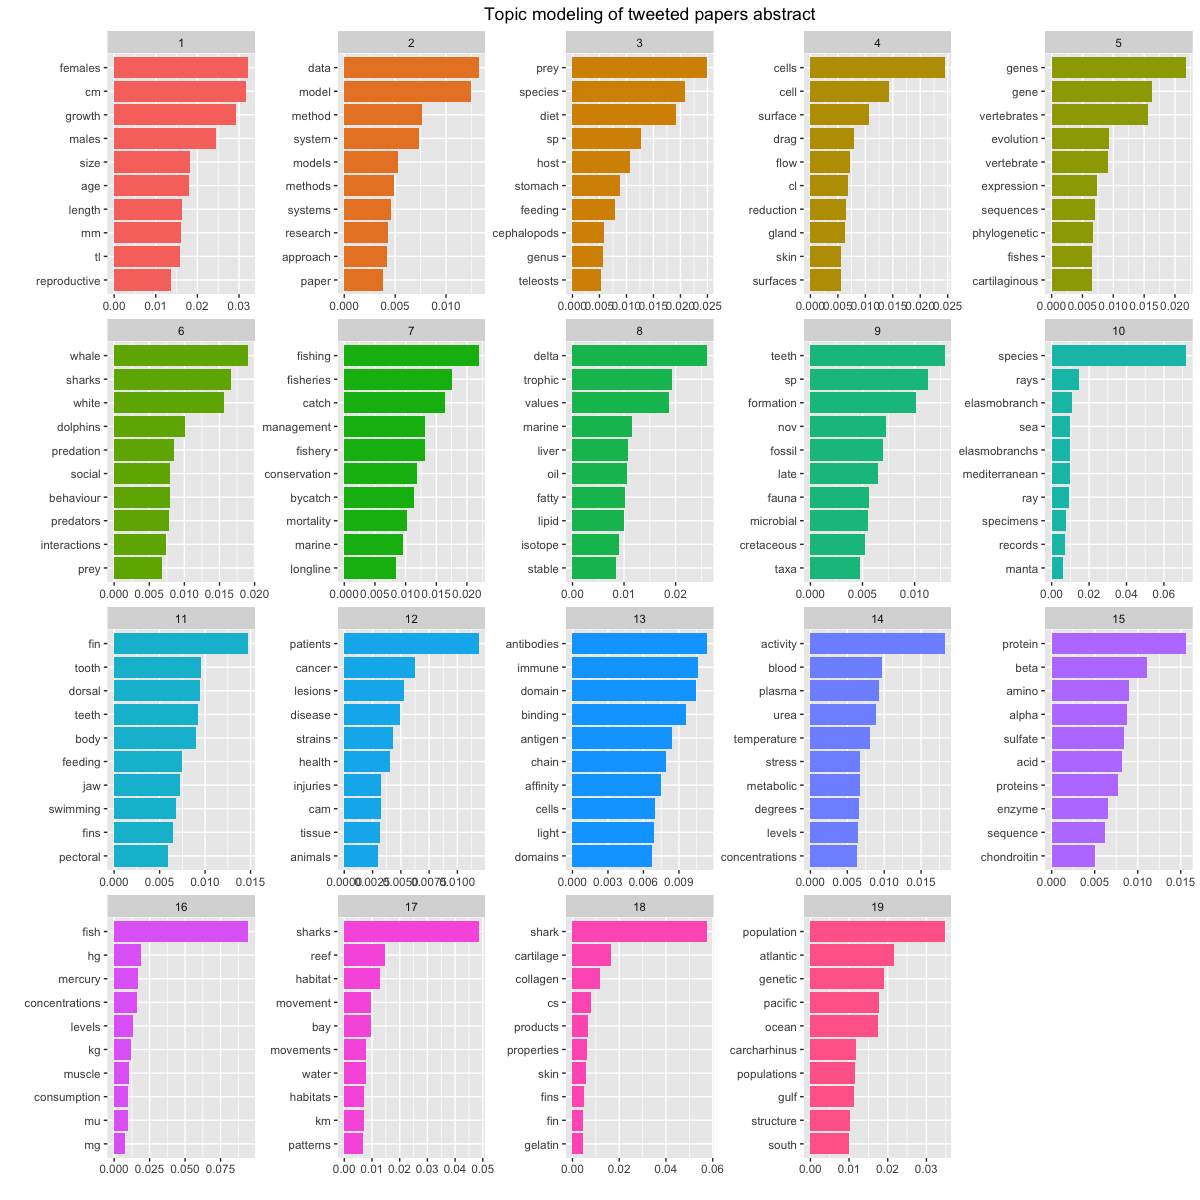 Topic modeling of tweeted papers abstract
1
females
cm
growth
males
size
age
length
mm
tl
reproductive
0.00 0.01 0.02 0.03
2
data
model
method
system
models
methods
systems
research
approach
paper
0.000 0.005 0.010
3
prey
species
diet
sp
host
stomach
feeding
cephalopods
genus
teleosts
0.000 0.005 0.010 0.015 0.020 0.025
4
cells
cell
surface
drag
flow
cl
reduction
gland
skin
surfaces
0.000 0.005 0.010 0.015 0.020 0.025
5
genes
gene
vertebrates
evolution
vertebrate
expression
sequences
phylogenetic
fishes
cartilaginous
0.000 0.005 0.010 0.015 0.020
6
whale
sharks
white
dolphins
predation
social
behaviour
predators
interactions
prey
0.000 0.005 0.010 0.015 0.020
7
fishing
fisheries
catch
management
fishery
conservation
bycatch
mortality
marine
longline
0.000 0.005 0.010 0.015 0.020
8
delta
trophic
values
marine
liver
oil
fatty
lipid
isotope
stable
0.00 0.01 0.02
9
teeth
sp
formation
nov
fossil
late
fauna
microbial
cretaceous
taxa
0.000 0.005 0.010
10
species
rays
elasmobranch
sea
elasmobranchs
mediterranean
ray
specimens
records
manta
0.00 0.02 0.04 0.06
11
fin
tooth
dorsal
teeth
body
feeding
jaw
swimming
fins
pectoral
0.000 0.005 0.010 0.015
12
patients
cancer
lesions
disease
strains
health
injuries
cam
tissue
animals
0.0000 0.0025 0.0050 0.0075 0.0100
13
antibodies
immune
domain
binding
antigen
chain
affinity
cells
light
domains
0.000 0.003 0.006 0.009
14
activity
blood
plasma
urea
temperature
stress
metabolic
degrees
levels
concentrations
0.000 0.005 0.010 0.015
15
protein
beta
amino
alpha
sulfate
acid
proteins
enzyme
sequence
chondroitin
0.000 0.005 0.010 0.015
16
fish
hg
mercury
concentrations
levels
kg
muscle
consumption
mu
mg
0.000 0.025 0.050 0.075
17
sharks
reef
habitat
movement
bay
movements
water
habitats
km
patterns
0.00 0.01 0.02 0.03 0.04 0.05
18
shark
cartilage
collagen
cs
products
properties
skin
fins
fin
gelatin
0.00 0.02 0.04 0.06
19
population
atlantic
genetic
pacific
ocean
carcharhinus
populations
gulf
structure
south
0.00 0.01 0.02 0.03